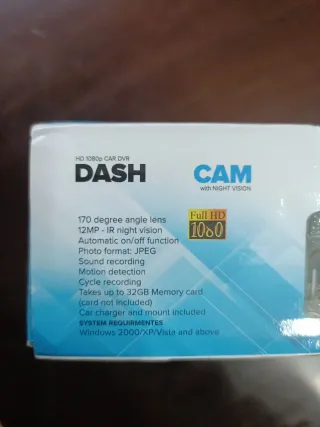 HD 1080p CAR DVR
DASH CAM
with NIGHT VISION
170 degree angle lens
12MP - IR night vision
Automatic on/off function
Photo format: JPEG
Sound recording
Motion detection
Cycle recording
Takes up to 32GB Memory card
(card not included)
Car charger and mount included
SYSTEM REQUIRMENTES
Windows 2000/XP/Vista and above
Full HD
1080